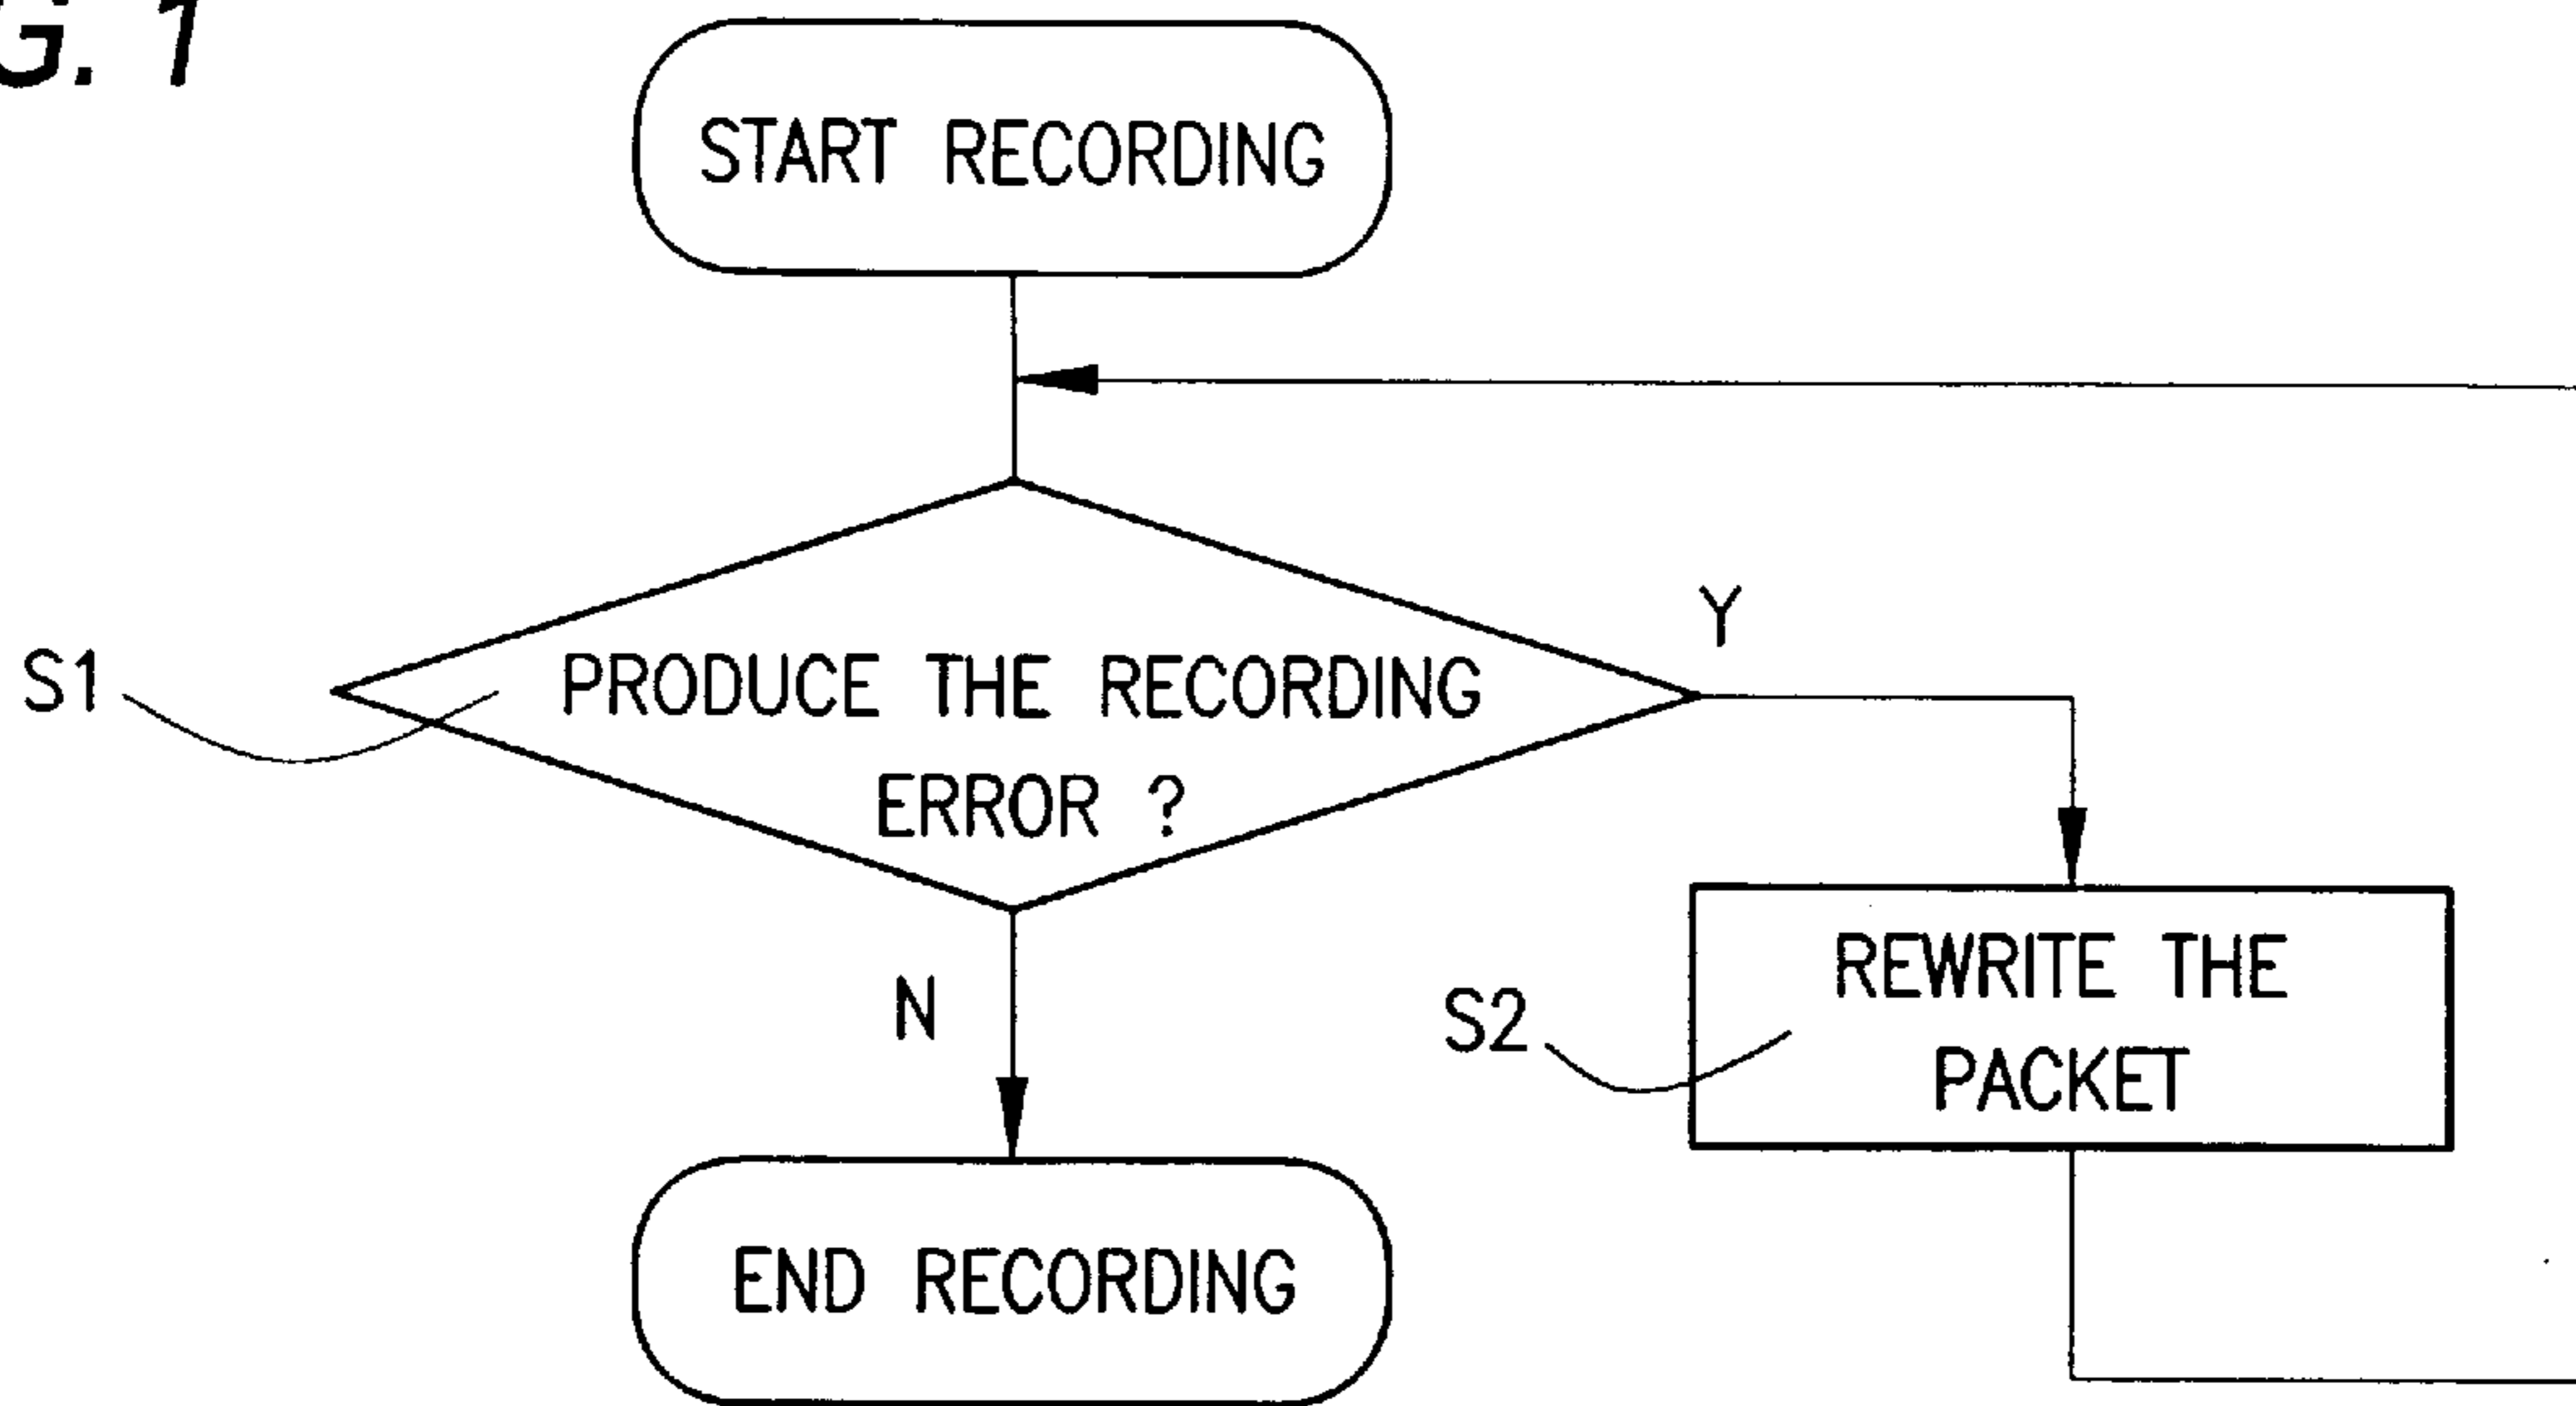 G. 1
START RECORDING
Y
S1
PRODUCE THE RECORDING
ERROR ?
REWRITE THE
N
S2
PACKET
END RECORDING